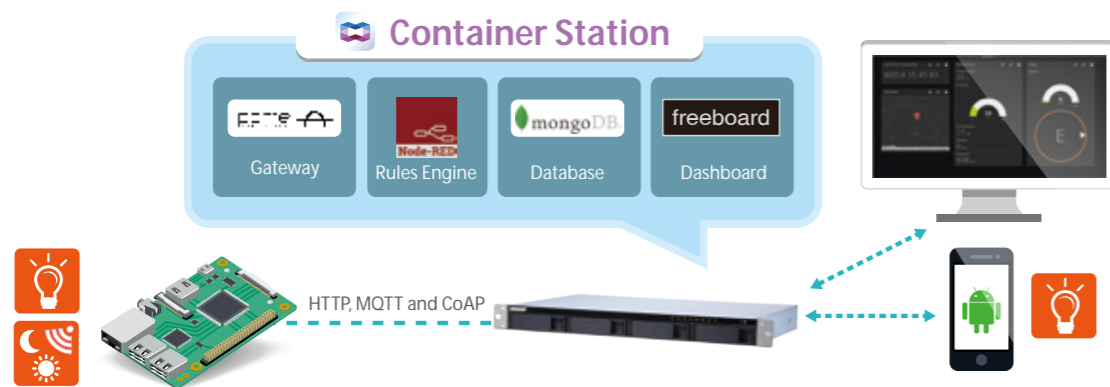 Container Station
Node-RED
mongoDB
freeboard
Gateway
Rules Engine
Database
Dashboard
HTTP, MQTT and CoAP
E